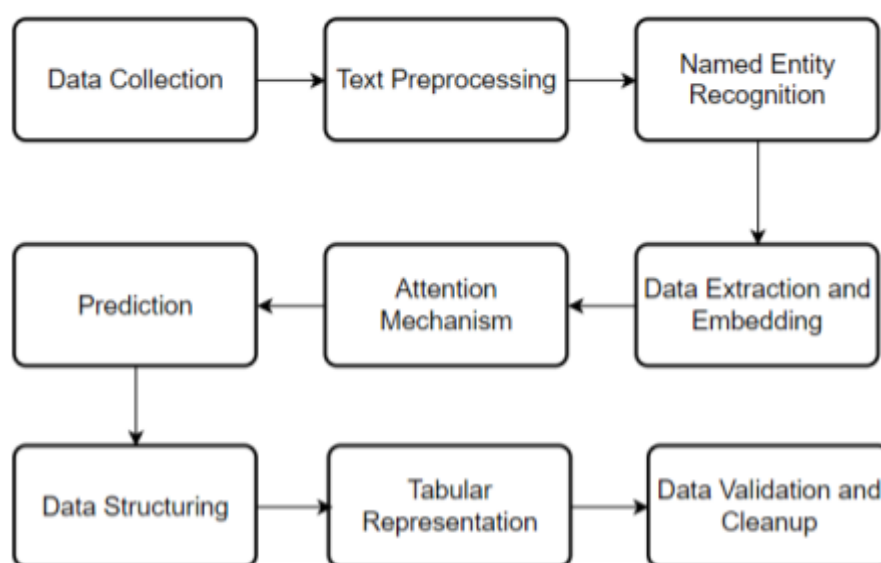 Data Collection
Text Preprocessing
Named Entity
Recognition
Prediction
Attention
Mechanism
Data Extraction and
Embedding
Data Structuring
Tabular
Representation
Data Validation and
Cleanup